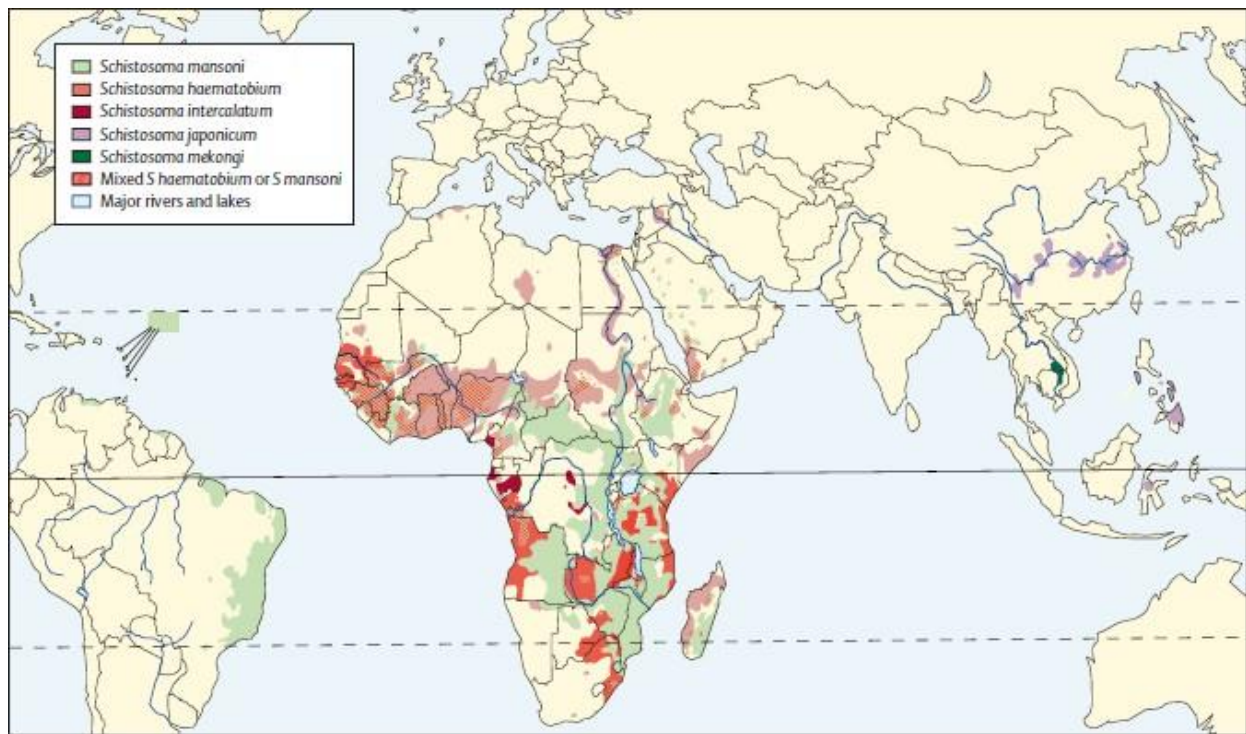 Schistosoma mansoni
Schistosoma haematobium
Schistosoma intercalatum
Schistosoma japonicum
Schistosoma mekongi
Mixed S haematobium or S mansoni
Major rivers and lakes